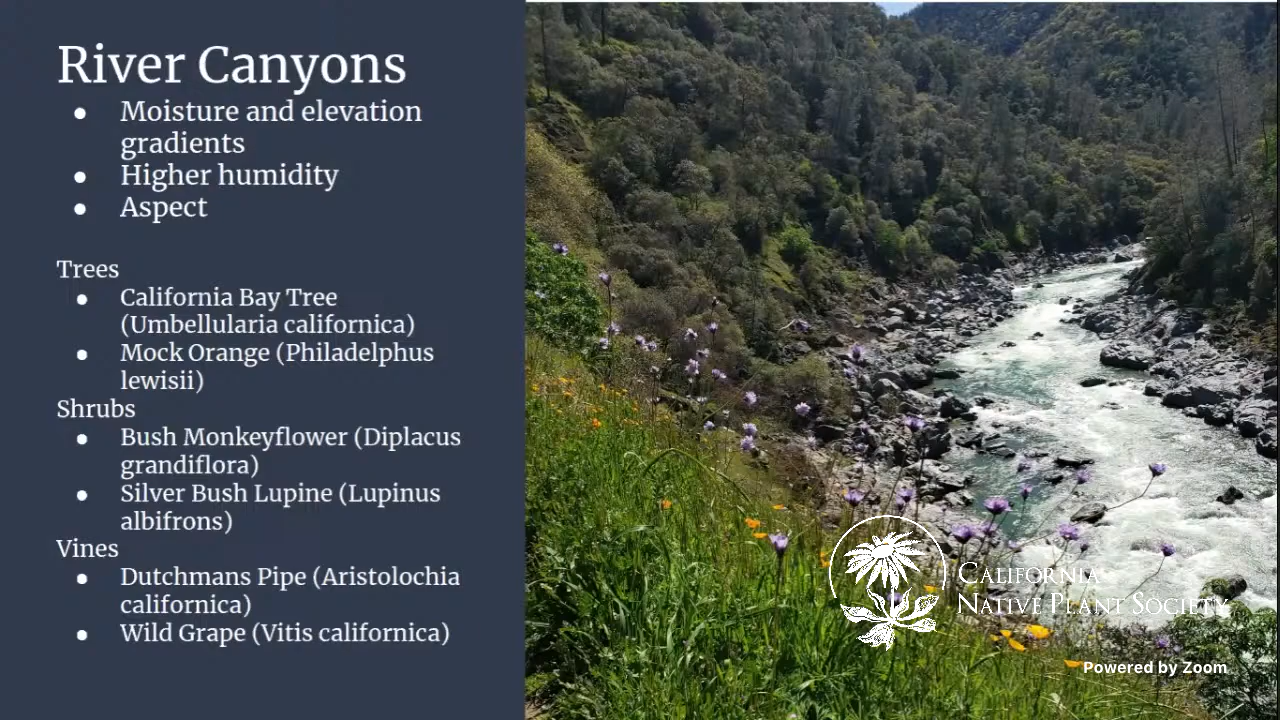 River Canyons
● Moisture and elevation
gradients
● Higher humidity
● Aspect
Trees
● California Bay Tree
(Umbellularia californica)
● Mock Orange (Philadelphus
lewisii)
Shrubs
● Bush Monkeyflower (Diplacus
grandiflora)
● Silver Bush Lupine (Lupinus
albifrons)
Vines
● Dutchmans Pipe (Aristolochia
californica)
● Wild Grape (Vitis californica)
CALIFORNIA
NATIVE PLANT SOCIETY
Powered by Zoom